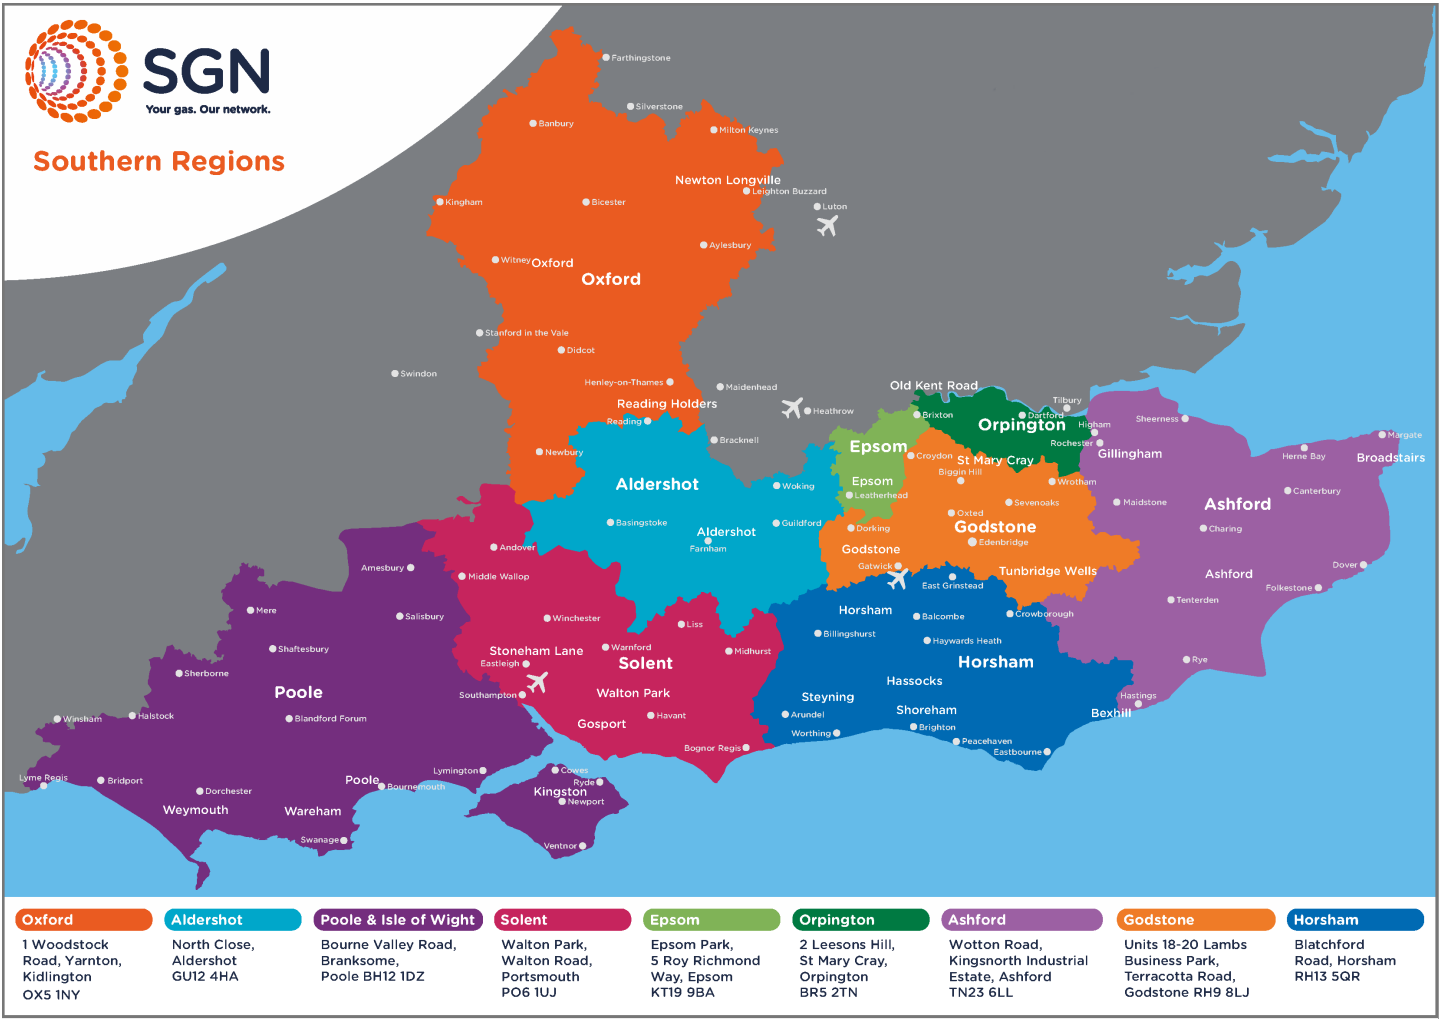 SGN
Your gas. Our network.
Southern Regions
Farthingstone
Silverstone
Banbury
Milton Keynes
Newton Longville
Leighton Buzzard
Kingham
Bicester
Luton
Aylesbury
Witney
Oxford
Oxford
Stanford in the Vale
Didcot
Swindon
Henley-on-Thames
Maidenhead
Old Kent Road
Reading Holders
Heathrow
Tilbury
Reading
Brixton
Dartford
Orpington
Higham
Sheerness
Bracknell
Rochester
Margate
Newbury
Epsom
Croydon
St Mary Cray
Gillingham
Herne Bay
Broadstairs
Biggin Hill
Aldershot
Woking
Epsom
Leatherhead
Wrotham
Canterbury
Sevenoaks
Maidstone
Ashford
Basingstoke
Guildford
Oxted
Aldershot
Dorking
Godstone
Charing
Farnham
Edenbridge
Andover
Godstone
Amesbury
Gatwick
Tunbridge Wells
Dover
Middle Wallop
Ashford
East Grinstead
Folkestone
Tenterden
Mere
Salisbury
Winchester
Liss
Horsham
Balcombe
Crowborough
Billingshurst
Haywards Heath
Shaftesbury
Stoneham Lane
Warnford
Midhurst
Eastleigh
Solent
Horsham
Rye
Sherborne
Hassocks
Poole
Southampton
Walton Park
Steyning
Hastings
Winsham
Halstock
Blandford Forum
Gosport
Havant
Arundel
Shoreham
Bexhill
Worthing
Brighton
Bognor Regis
Peacehaven
Eastbourne
Lyme Regis
Bridport
Poole
Lymington
Cowes
Bournemouth
Ryde
Dorchester
Kingston
Newport
Weymouth
Wareham
Swanage
Ventnor
Oxford
1 Woodstock
Road, Yarnton,
Kidlington
OX5 1NY
Aldershot
North Close,
Aldershot
GU12 4HA
Poole & Isle of Wight
Bourne Valley Road,
Branksome,
Poole BH12 1DZ
Solent
Walton Park,
Walton Road,
Portsmouth
PO6 1UJ
Epsom
Epsom Park,
5 Roy Richmond
Way, Epsom
KT19 9BA
Orpington
2 Leesons Hill,
St Mary Cray,
Orpington
BR5 2TN
Ashford
Wotton Road,
Kingsnorth Industrial
Estate, Ashford
TN23 6LL
Godstone
Units 18-20 Lambs
Business Park,
Terracotta Road,
Godstone RH9 8LJ
Horsham
Blatchford
Road, Horsham
RH13 5QR